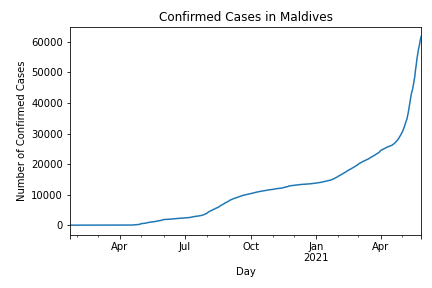 Confirmed Cases in Maldives
Number of Confirmed Cases
60000
50000
40000
30000
20000
10000
0
Apr
Jul
Oct
Jan
2021
Apr
Day